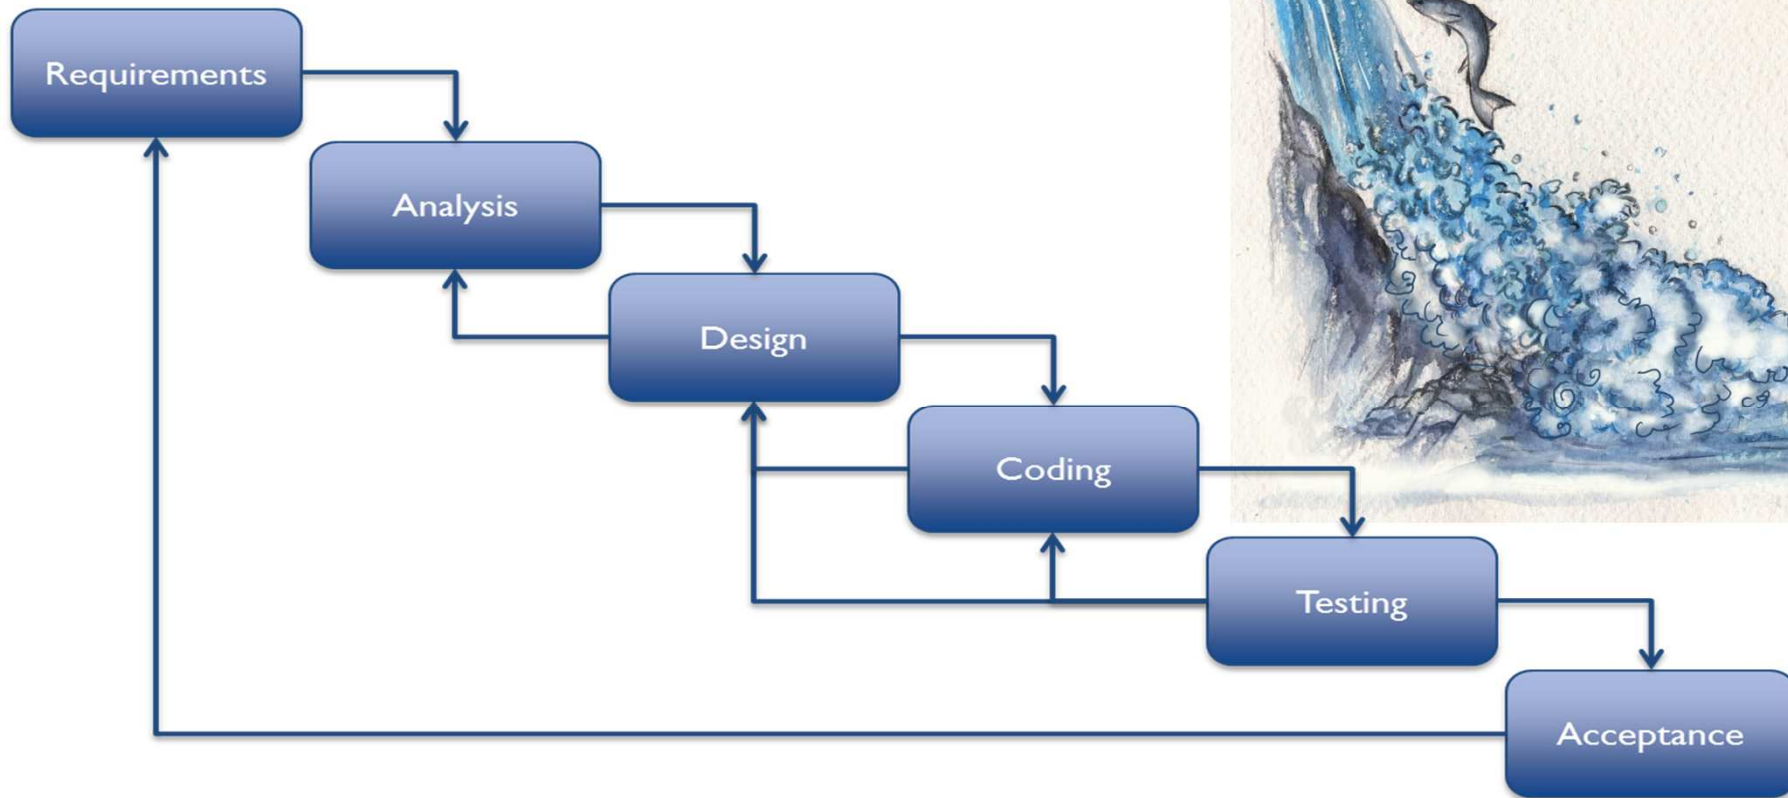 Requirements
Analysis
Design
Coding
Testing
Acceptance